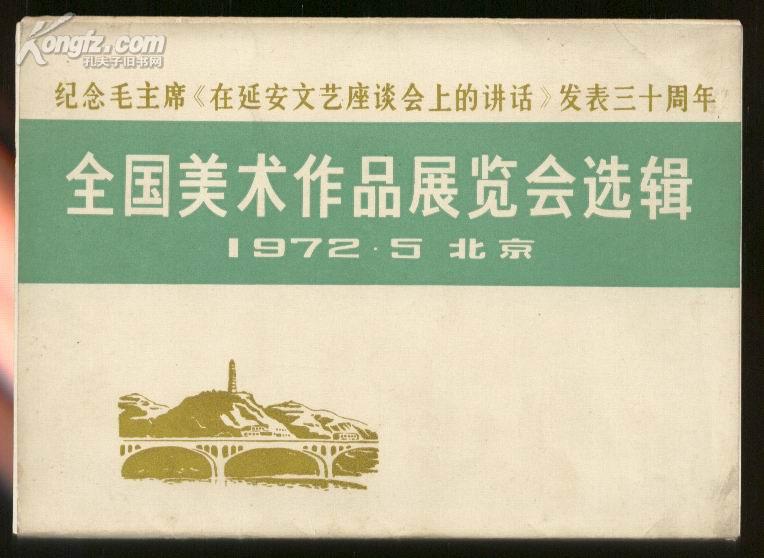 Kongfz.com
孔夫子旧书网
纪念毛主席《在延安文艺座谈会上的讲话》发表三十周年
全国美术作品展览会选辑
1972·5 北京